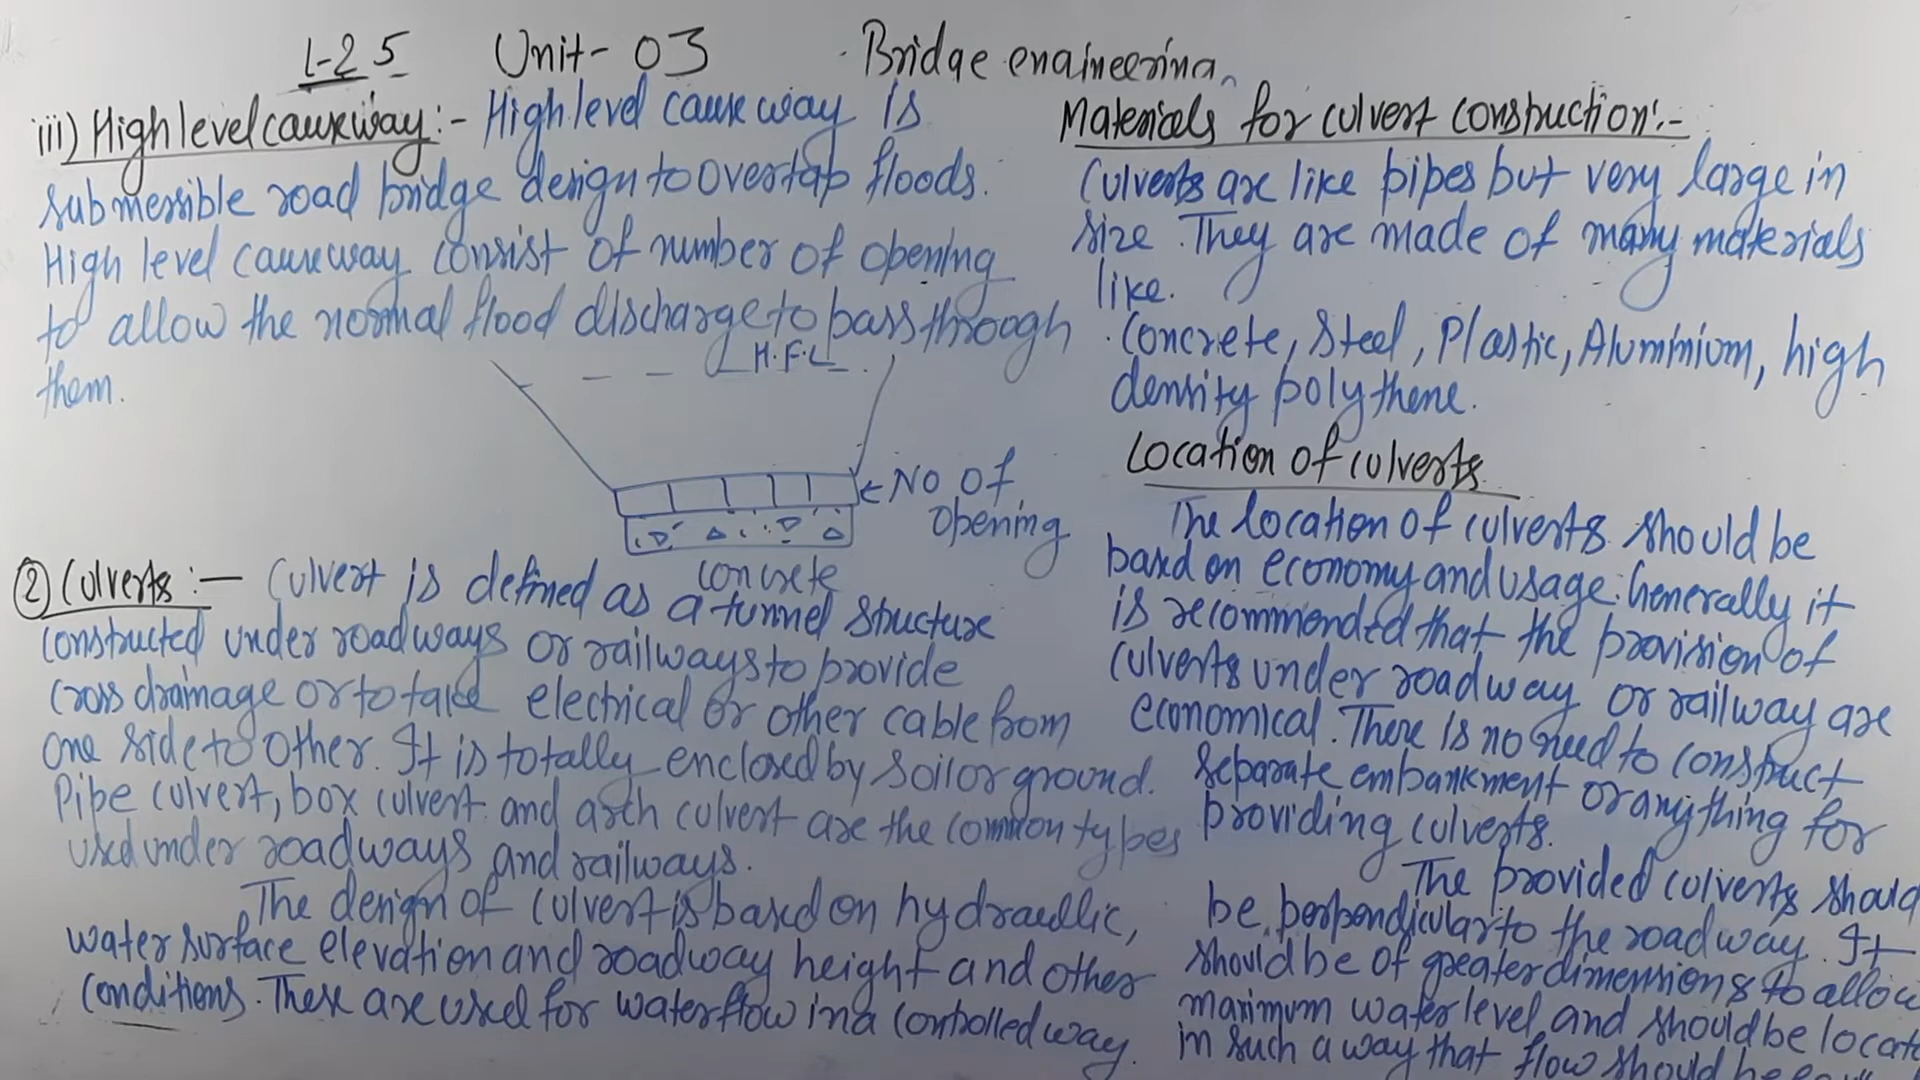 L-25 Unit- 03 Bridge engineering
iii) High level causeway:- High level causeway is
submersible road bridge design to overtap floods.
High level causeway consist of number of opening
to allow the normal flood discharge to pass through
them.
H.F.L
← No of
opening
concrete
② Culverts:- Culvert is defined as a tunnel structure
constructed under roadways or railways to provide
cross drainage or to take electrical or other cable from
one side to other. It is totally enclosed by soil or ground.
Pipe culvert, box culvert and arch culvert are the common types
used under roadways and railways.
The design of culvert is based on hydraulic,
water surface elevation and roadway height and other
conditions. These are used for water flow in a controlled way.
Materials for culvert construction:-
Culverts are like pipes but very large in
size. They are made of many materials
like.
Concrete, Steel, Plastic, Aluminium, high
density polythene.
Location of culverts
The location of culverts should be
based on economy and usage. Generally it
is recommended that the provision of
culverts under roadway or railway are
economical. There is no need to construct
separate embankment or anything for
providing culverts.
The provided culverts should
be perpendicular to the roadway. It
should be of greater dimensions to allow
maximum water level and should be locate
in such a way that flow should be